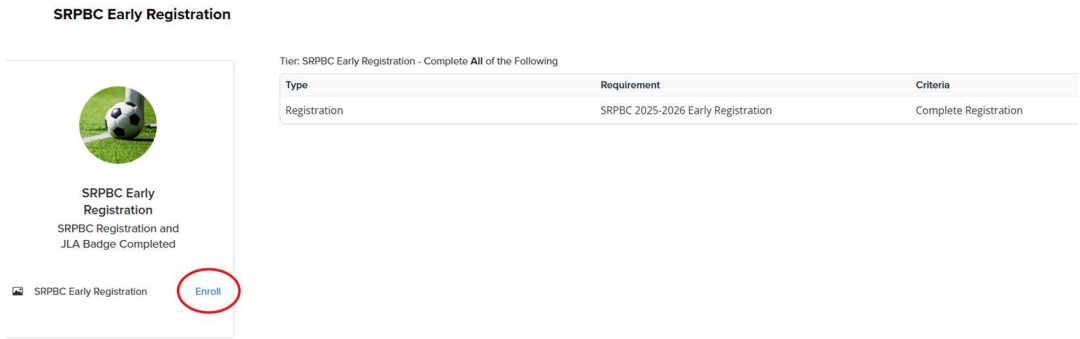 SRPBC Early Registration
Tier: SRPBC Early Registration - Complete All of the Following
Type Requirement Criteria
Registration SRPBC 2025-2026 Early Registration Complete Registration
SRPBC Early
Registration
SRPBC Registration and
JLA Badge Completed
SRPBC Early Registration Enroll